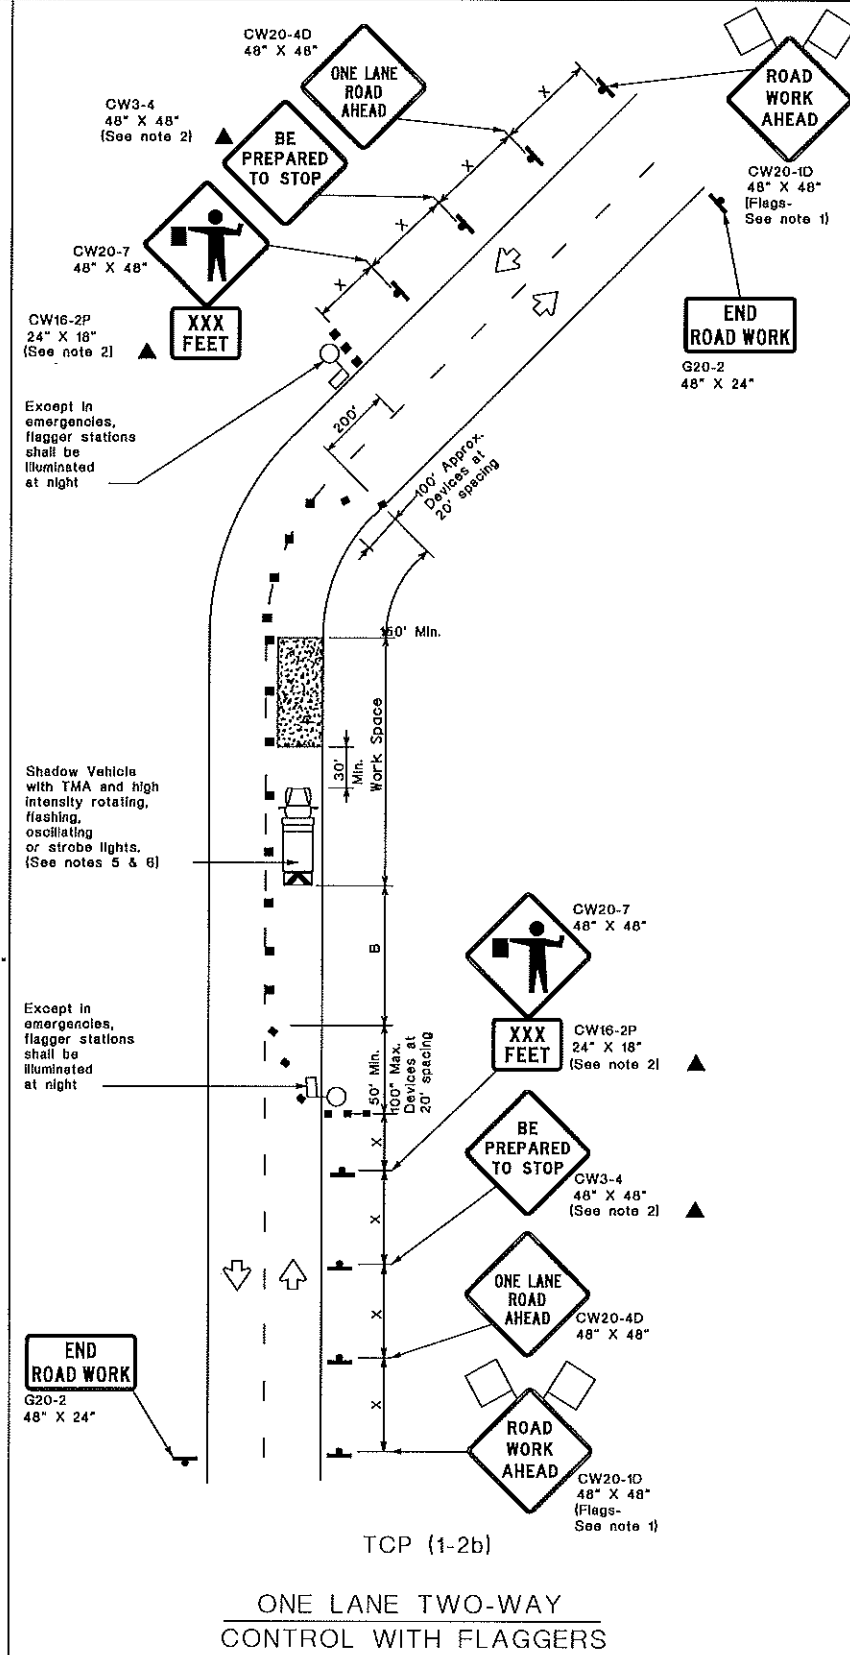 CW20-4D
48" X 48"
ONE LANE
ROAD
AHEAD
ROAD
WORK
AHEAD
CW3-4
48" X 48"
(See note 2)
BE
PREPARED
TO STOP
X
X
X
X
CW20-1D
48" X 48"
(Flags-
See note 1)
CW20-7
48" X 48"
XXX
FEET
CW16-2P
24" X 18"
(See note 2)
END
ROAD WORK
G20-2
48" X 24"
Except in
emergencies,
flagger stations
shall be
illuminated
at night
200'
100' Approx.
Devices at
20' spacing
150' Min.
Work Space
30'
Min.
Shadow Vehicle
with TMA and high
intensity rotating,
flashing,
oscillating
or strobe lights.
(See notes 5 & 6)
B
CW20-7
48" X 48"
XXX
FEET
CW16-2P
24" X 18"
(See note 2)
Except in
emergencies,
flagger stations
shall be
illuminated
at night
50' Min.
100' Max.
Devices at
20' spacing
X
BE
PREPARED
TO STOP
CW3-4
48" X 48"
(See note 2)
X
ONE LANE
ROAD
AHEAD
CW20-4D
48" X 48"
X
END
ROAD WORK
G20-2
48" X 24"
X
ROAD
WORK
AHEAD
CW20-1D
48" X 48"
(Flags-
See note 1)
TCP (1-2b)
ONE LANE TWO-WAY
CONTROL WITH FLAGGERS